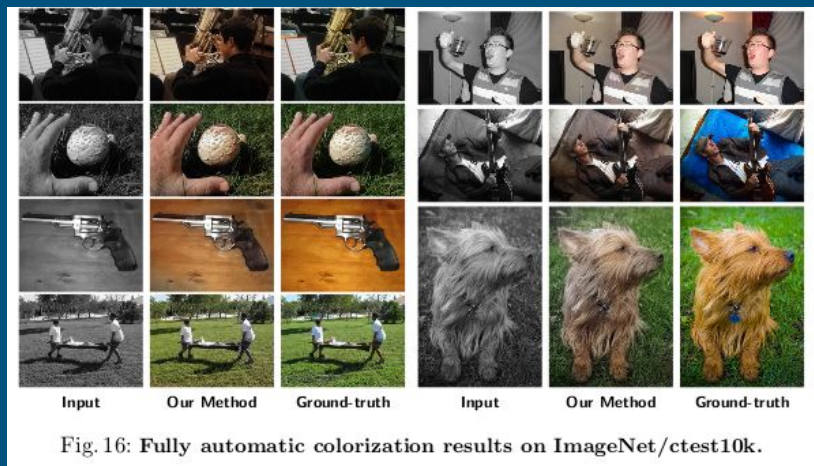 Input Our Method Ground-truth Input Our Method Ground-truth
Fig. 16: Fully automatic colorization results on ImageNet/ctest10k.